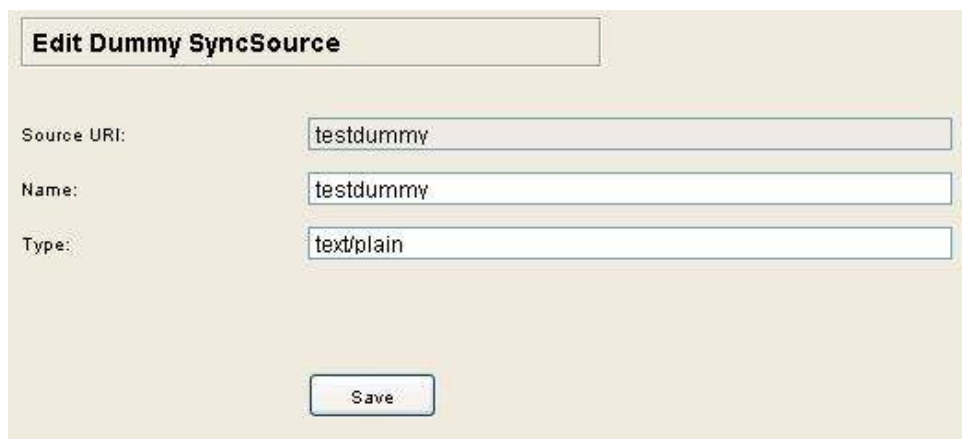 Edit Dummy SyncSource
Source URI: testdummy
Name: testdummy
Type: text/plain
Save